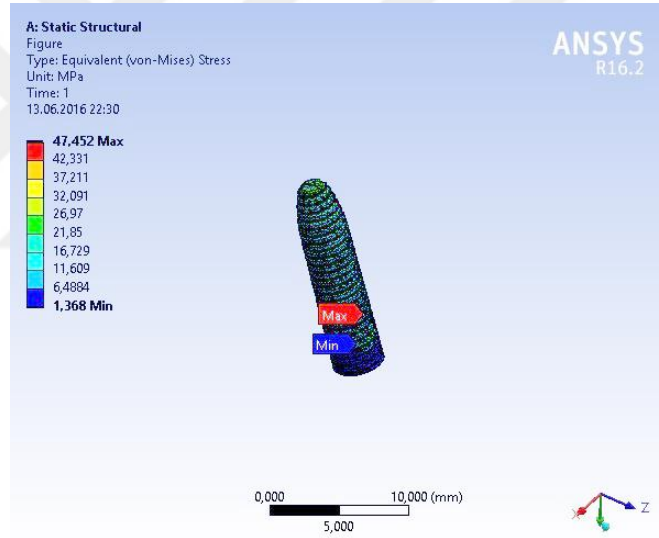 A: Static Structural
Figure
Type: Equivalent (von-Mises) Stress
Unit: MPa
Time: 1
13.06.2016 22:30
ANSYS
R16.2
47,452 Max
42,331
37,211
32,091
26,97
21,85
16,729
11,609
6,4884
1,368 Min
Max
Min
0,000
10,000 (mm)
5,000
X
Z